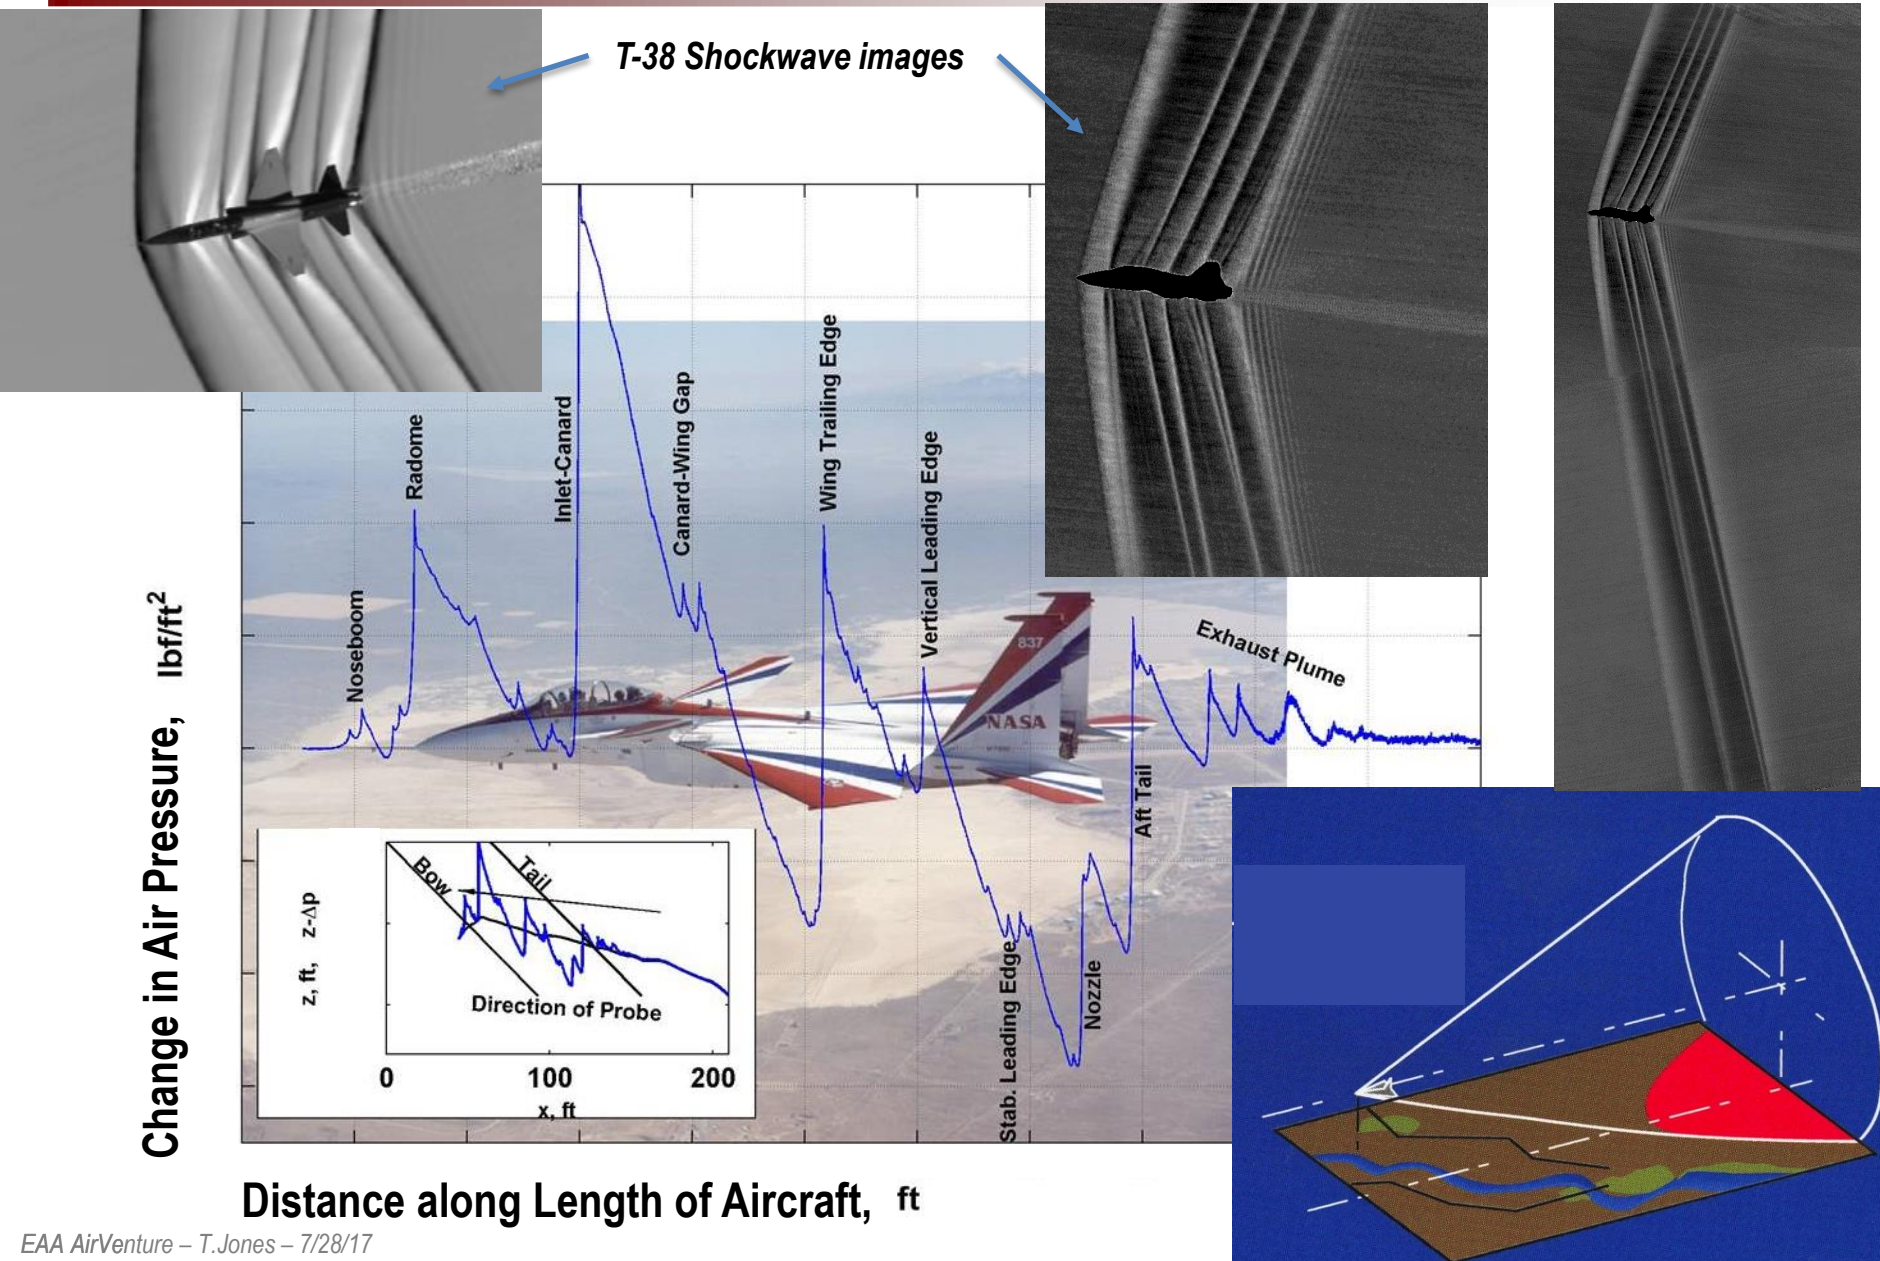 T-38 Shockwave images
Noseboom
Radome
Inlet-Canard
Canard-Wing Gap
Wing Trailing Edge
Vertical Leading Edge
Exhaust Plume
837
NASA
Aft Tail
Nozzle
Stab. Leading Edge
Change in Air Pressure, lbf/ft²
Bow
Tail
z, ft, z-Δp
Direction of Probe
0 100 200
x, ft
Distance along Length of Aircraft, ft
EAA AirVenture – T.Jones – 7/28/17